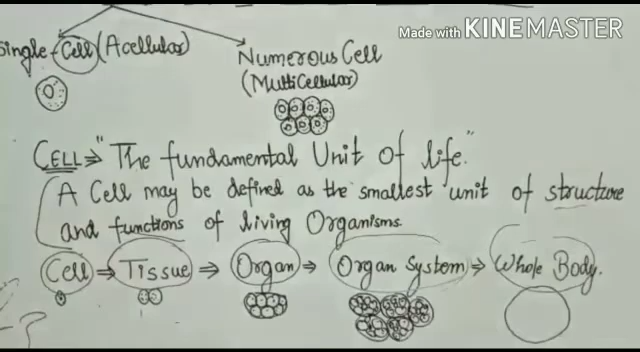 Made with KINEMASTER
Single-Cell (Acellular)
Numerous Cell
(Multicellular)
CELL⇒ "The fundamental Unit of life."
A Cell may be defined as the smallest unit of structure
and functions of living Organisms.
Cell ⇒ Tissue ⇒ Organ ⇒ Organ System ⇒ Whole Body.